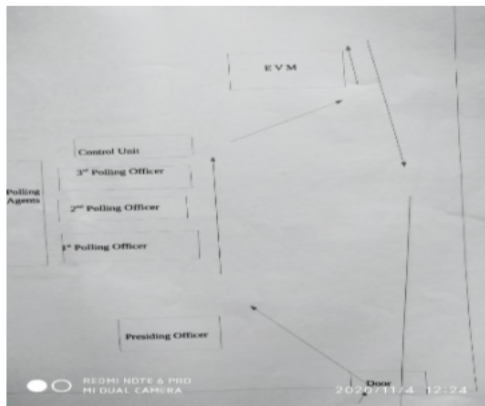 E V M
Control Unit
3rd Polling Officer
Polling
Agents
2nd Polling Officer
1st Polling Officer
Presiding Officer
Door
REDMI NOTE 6 PRO
MI DUAL CAMERA
2020/11/4 12:24